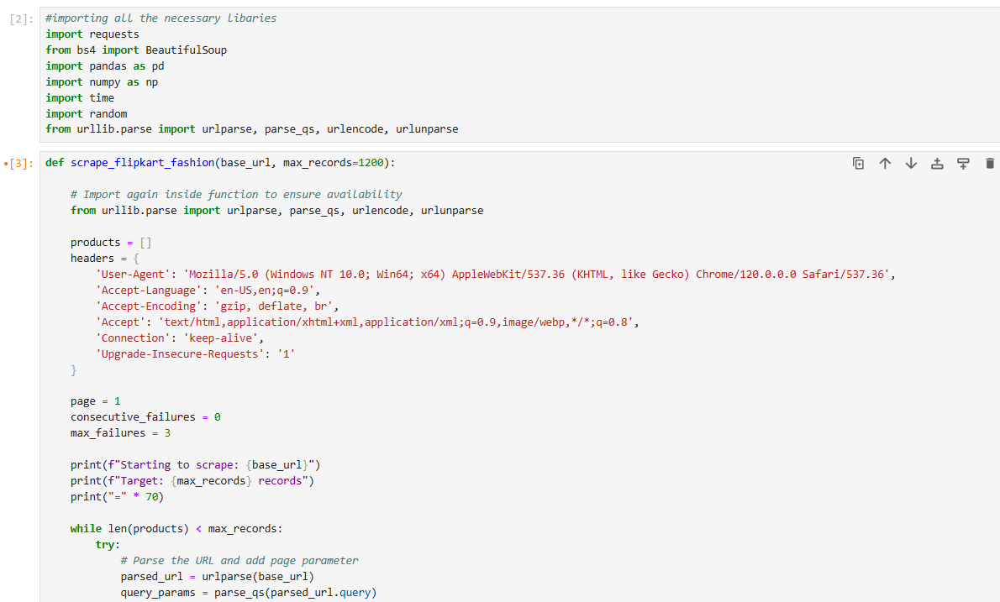 [2]:
#importing all the necessary libaries
import requests
from bs4 import BeautifulSoup
import pandas as pd
import numpy as np
import time
import random
from urllib.parse import urlparse, parse_qs, urlencode, urlunparse
•[3]:
def scrape_flipkart_fashion(base_url, max_records=1200):

    # Import again inside function to ensure availability
    from urllib.parse import urlparse, parse_qs, urlencode, urlunparse

    products = []
    headers = {
        'User-Agent': 'Mozilla/5.0 (Windows NT 10.0; Win64; x64) AppleWebKit/537.36 (KHTML, like Gecko) Chrome/120.0.0.0 Safari/537.36',
        'Accept-Language': 'en-US,en;q=0.9',
        'Accept-Encoding': 'gzip, deflate, br',
        'Accept': 'text/html,application/xhtml+xml,application/xml;q=0.9,image/webp,*/*;q=0.8',
        'Connection': 'keep-alive',
        'Upgrade-Insecure-Requests': '1'
    }

    page = 1
    consecutive_failures = 0
    max_failures = 3

    print(f"Starting to scrape: {base_url}")
    print(f"Target: {max_records} records")
    print("=" * 70)

    while len(products) < max_records:
        try:
            # Parse the URL and add page parameter
            parsed_url = urlparse(base_url)
            query_params = parse_qs(parsed_url.query)